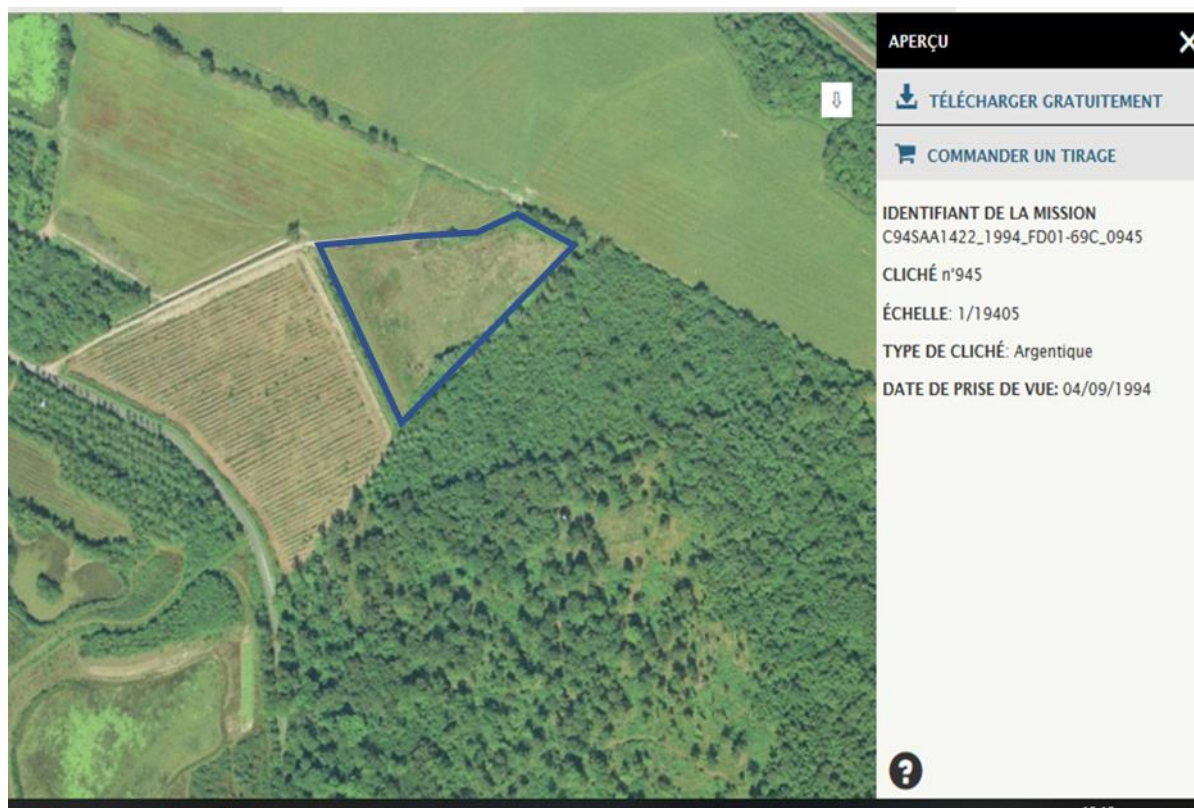 APERÇU
TÉLÉCHARGER GRATUITEMENT
COMMANDER UN TIRAGE
IDENTIFIANT DE LA MISSION
C94SAA1422_1994_FD01-69C_0945
CLICHÉ n°945
ÉCHELLE: 1/19405
TYPE DE CLICHÉ: Argentique
DATE DE PRISE DE VUE: 04/09/1994
?